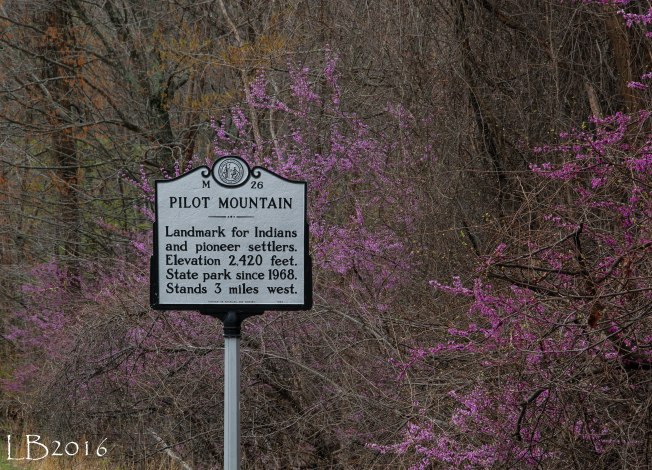 M 26
PILOT MOUNTAIN
Landmark for Indians
and pioneer settlers.
Elevation 2,420 feet.
State park since 1968.
Stands 3 miles west.
LB2016